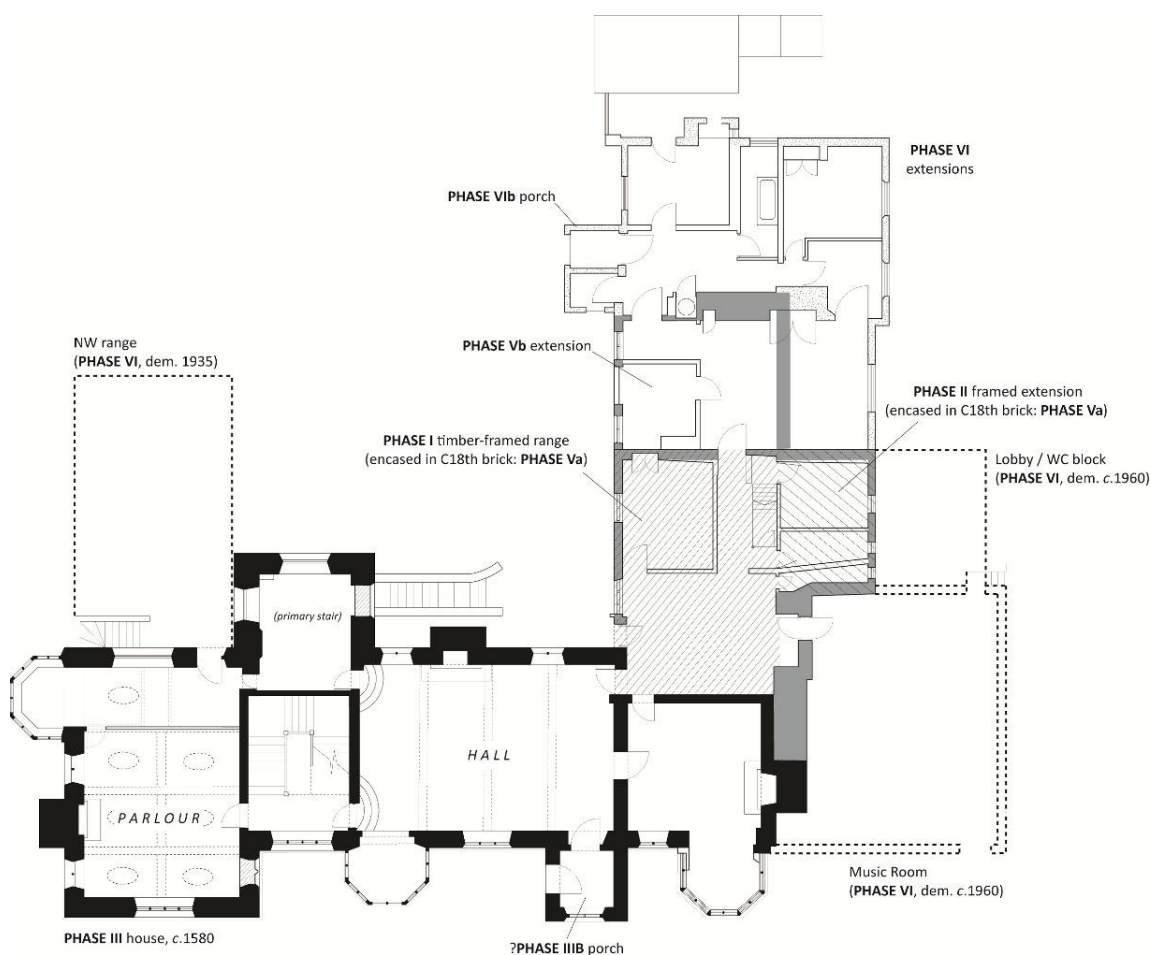 PHASE VI
extensions
PHASE VIb porch
NW range
(PHASE VI, dem. 1935)
PHASE Vb extension
PHASE II framed extension
(encased in C18th brick: PHASE Va)
PHASE I timber-framed range
(encased in C18th brick: PHASE Va)
Lobby / WC block
(PHASE VI, dem. c.1960)
(primary stair)
HALL
PARLOUR
Music Room
(PHASE VI, dem. c.1960)
PHASE III house, c.1580
?PHASE IIIB porch